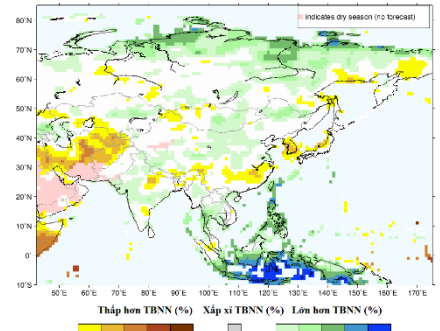 80°N
indicates dry season (no forecast)
70°N
60°N
50°N
40°N
30°N
20°N
10°N
0°
10°S
50°E 60°E 70°E 80°E 90°E 100°E 110°E 120°E 130°E 140°E 150°E 160°E 170°E
Thấp hơn TBNN (%) Xấp xỉ TBNN (%) Lớn hơn TBNN (%)